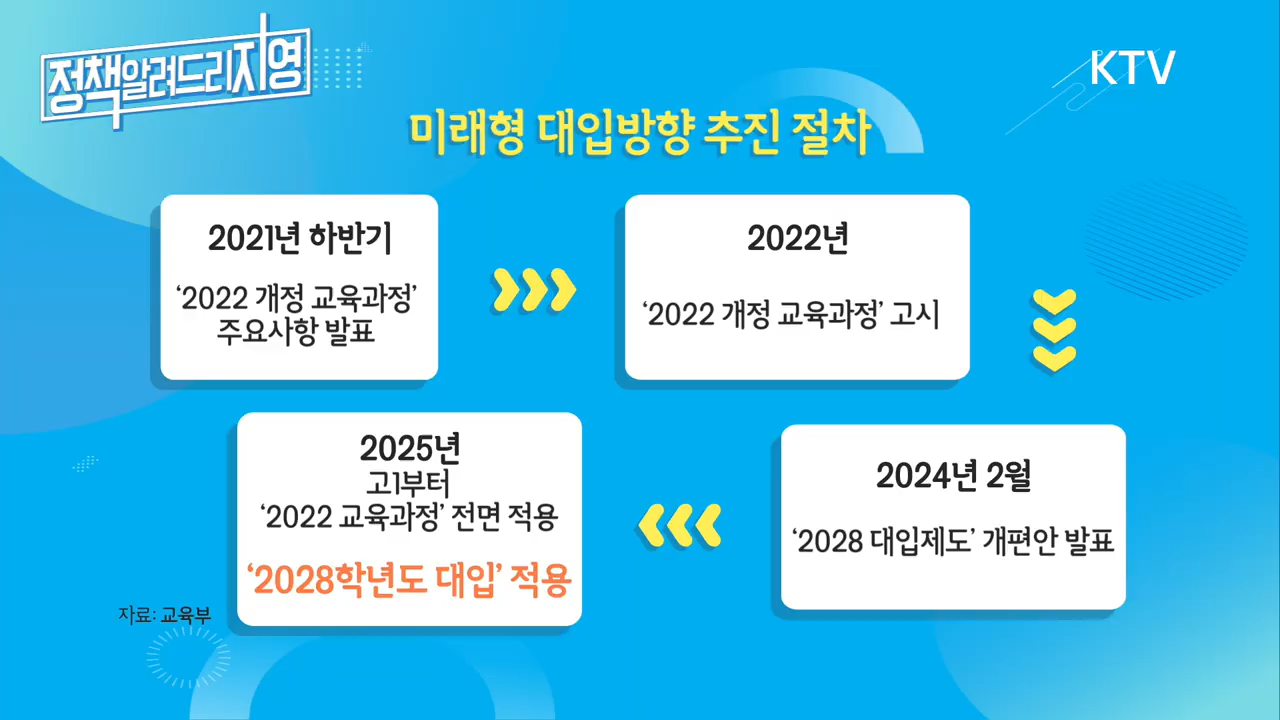 정책알려드리지영
KTV
미래형 대입방향 추진 절차
2021년 하반기
‘2022 개정 교육과정’
주요사항 발표
2022년
‘2022 개정 교육과정’ 고시
2024년 2월
‘2028 대입제도’ 개편안 발표
2025년
고1부터
‘2022 교육과정’ 전면 적용
‘2028학년도 대입’ 적용
자료: 교육부